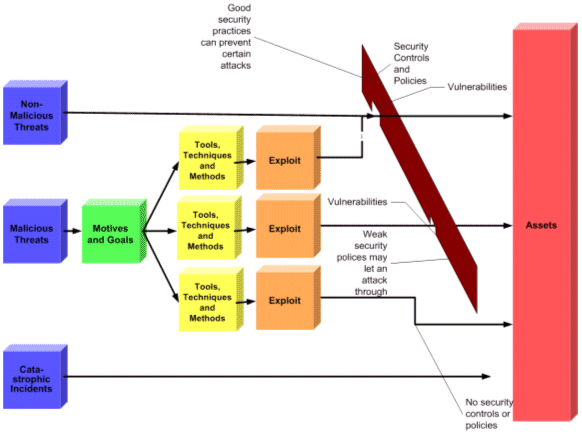 Good
security
practices
can prevent
certain
attacks
Security
Controls
and
Policies
Vulnerabilities
Non-
Malicious
Threats
Tools,
Techniques
and
Methods
Exploit
Malicious
Threats
Motives
and Goals
Tools,
Techniques
and
Methods
Exploit
Vulnerabilities
Assets
Weak
security
polices may
let an
attack
through
Tools,
Techniques
and
Methods
Exploit
Cata-
strophic
Incidents
No security
controls or
policies